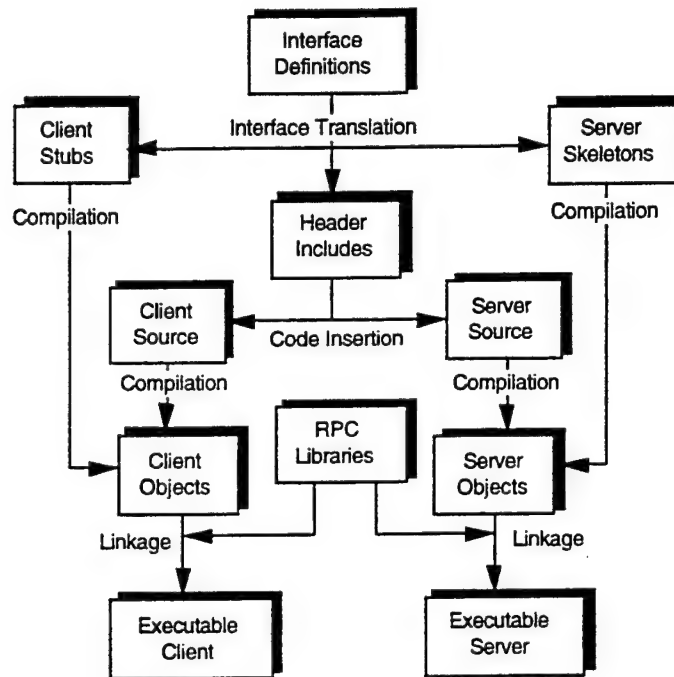 Interface
Definitions
Client
Stubs
Interface Translation
Server
Skeletons
Compilation
Header
Includes
Compilation
Client
Source
Code Insertion
Server
Source
Compilation
Compilation
RPC
Libraries
Client
Objects
Server
Objects
Linkage
Linkage
Executable
Client
Executable
Server